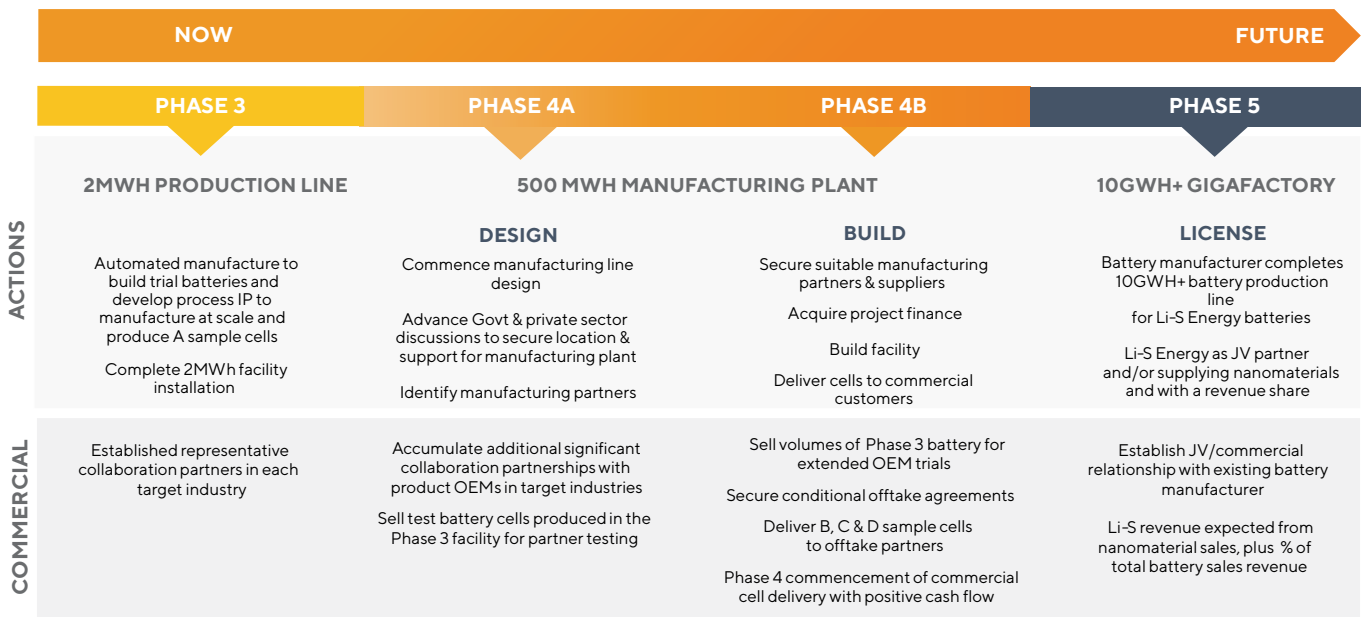 NOW
FUTURE
PHASE 3
PHASE 4A
PHASE 4B
PHASE 5
ACTIONS
2MWH PRODUCTION LINE
Automated manufacture to
build trial batteries and
develop process IP to
manufacture at scale and
produce A sample cells
Complete 2MWh facility
installation
500 MWH MANUFACTURING PLANT
DESIGN
Commence manufacturing line
design
Advance Govt & private sector
discussions to secure location &
support for manufacturing plant
Identify manufacturing partners
BUILD
Secure suitable manufacturing
partners & suppliers
Acquire project finance
Build facility
Deliver cells to commercial
customers
10GWH+ GIGAFACTORY
LICENSE
Battery manufacturer completes
10GWH+ battery production
line
for Li-S Energy batteries
Li-S Energy as JV partner
and/or supplying nanomaterials
and with a revenue share
COMMERCIAL
Established representative
collaboration partners in each
target industry
Accumulate additional significant
collaboration partnerships with
product OEMs in target industries
Sell test battery cells produced in the
Phase 3 facility for partner testing
Sell volumes of Phase 3 battery for
extended OEM trials
Secure conditional offtake agreements
Deliver B, C & D sample cells
to offtake partners
Phase 4 commencement of commercial
cell delivery with positive cash flow
Establish JV/commercial
relationship with existing battery
manufacturer
Li-S revenue expected from
nanomaterial sales, plus % of
total battery sales revenue